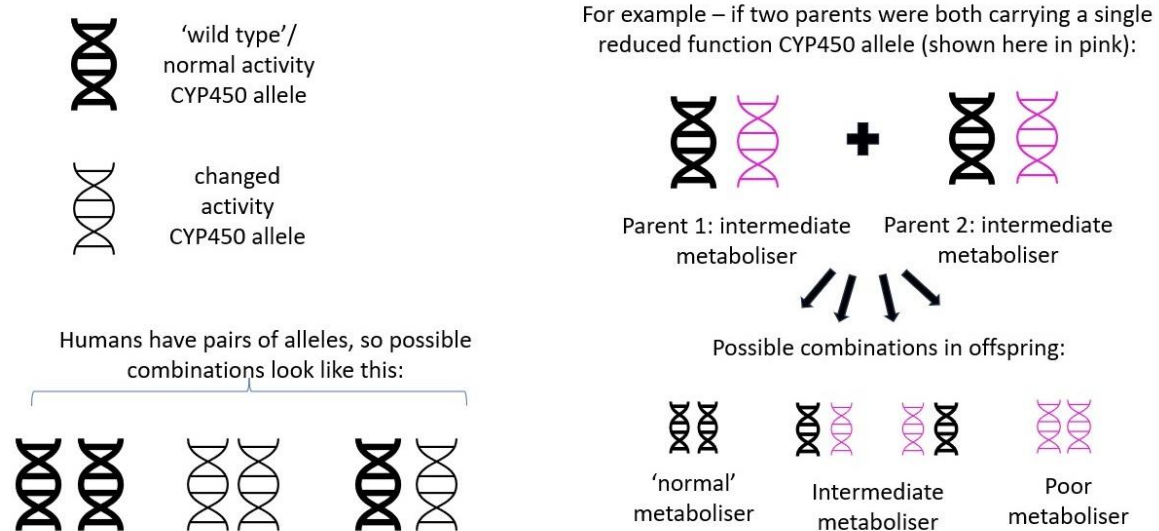 ‘wild type’/
normal activity
CYP450 allele
changed
activity
CYP450 allele
Humans have pairs of alleles, so possible
combinations look like this:
For example – if two parents were both carrying a single
reduced function CYP450 allele (shown here in pink):
Parent 1: intermediate
metaboliser
Parent 2: intermediate
metaboliser
Possible combinations in offspring:
‘normal’
metaboliser
Intermediate
metaboliser
Poor
metaboliser